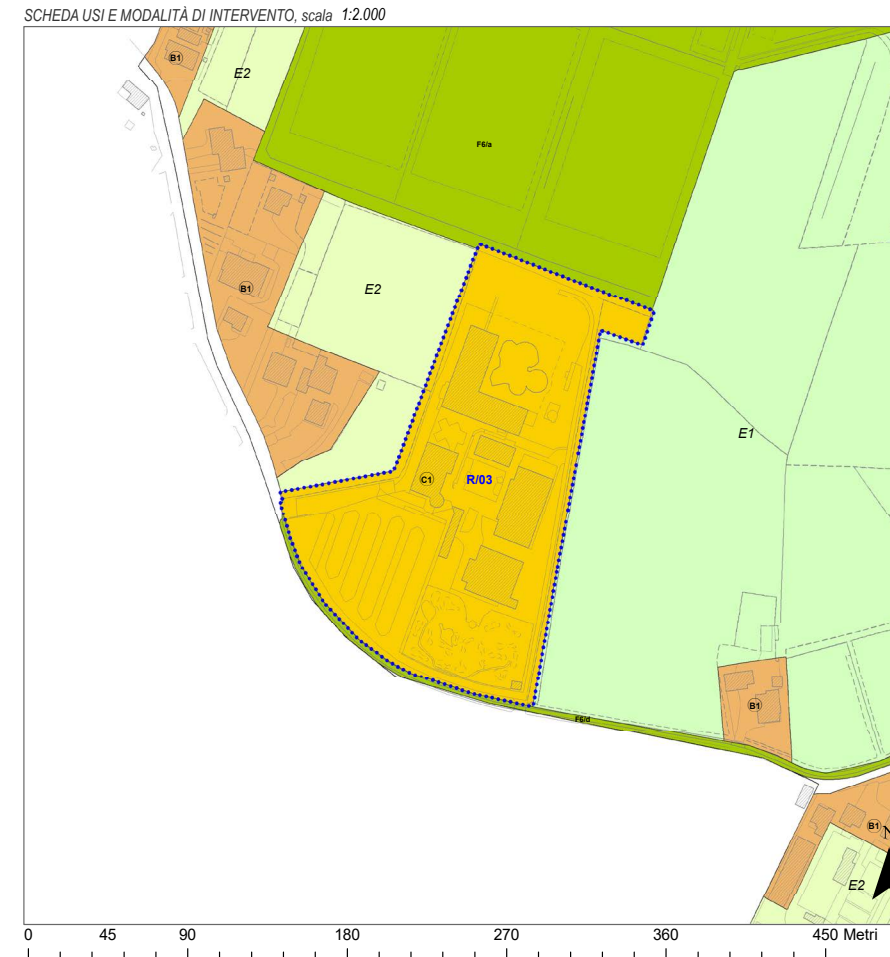 SCHEDA USI E MODALITÀ DI INTERVENTO, scala 1:2.000
B1
E2
F6/a
B1
E2
E1
C1
R/03
B1
F6/d
B1
N
E2
0 45 90 180 270 360 450 Metri